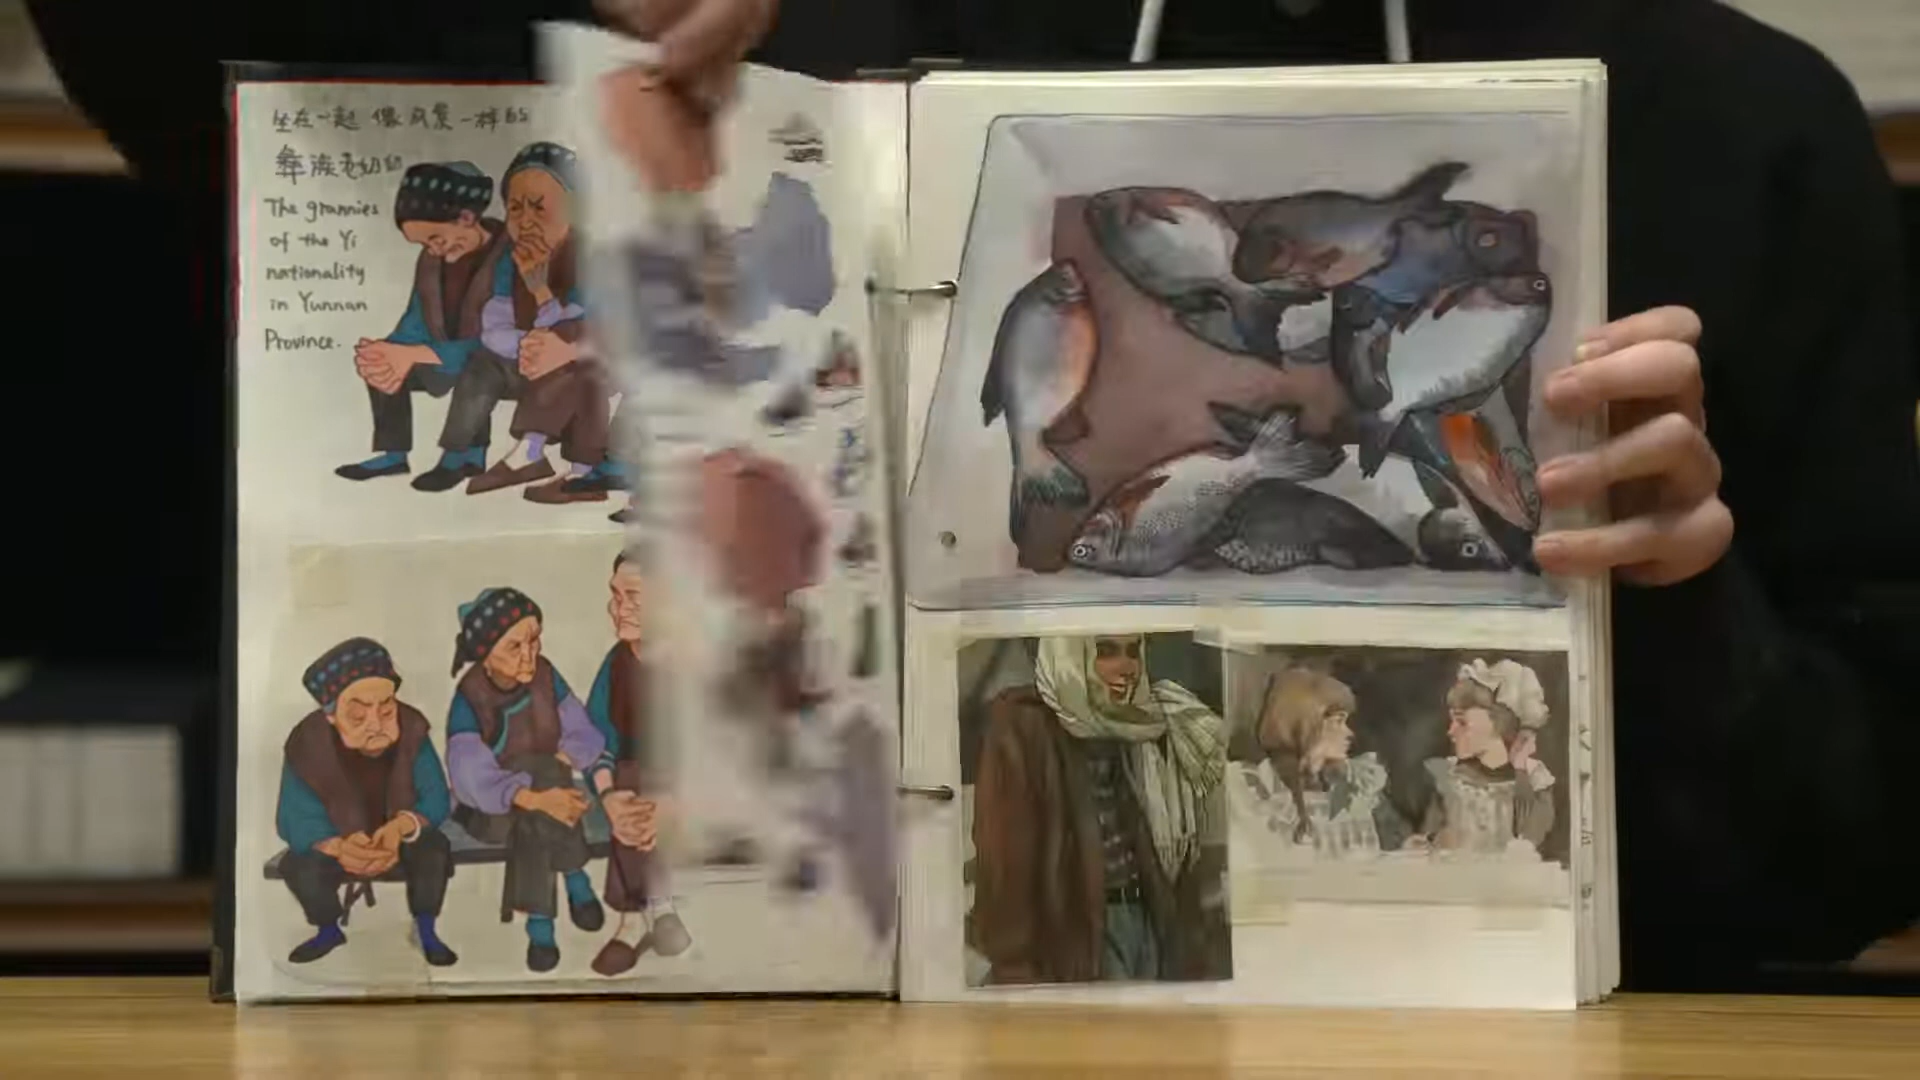 坐在一起 像风景一样的
彝族老奶奶
The grannies
of the Yi
nationality
in Yunnan
Province.